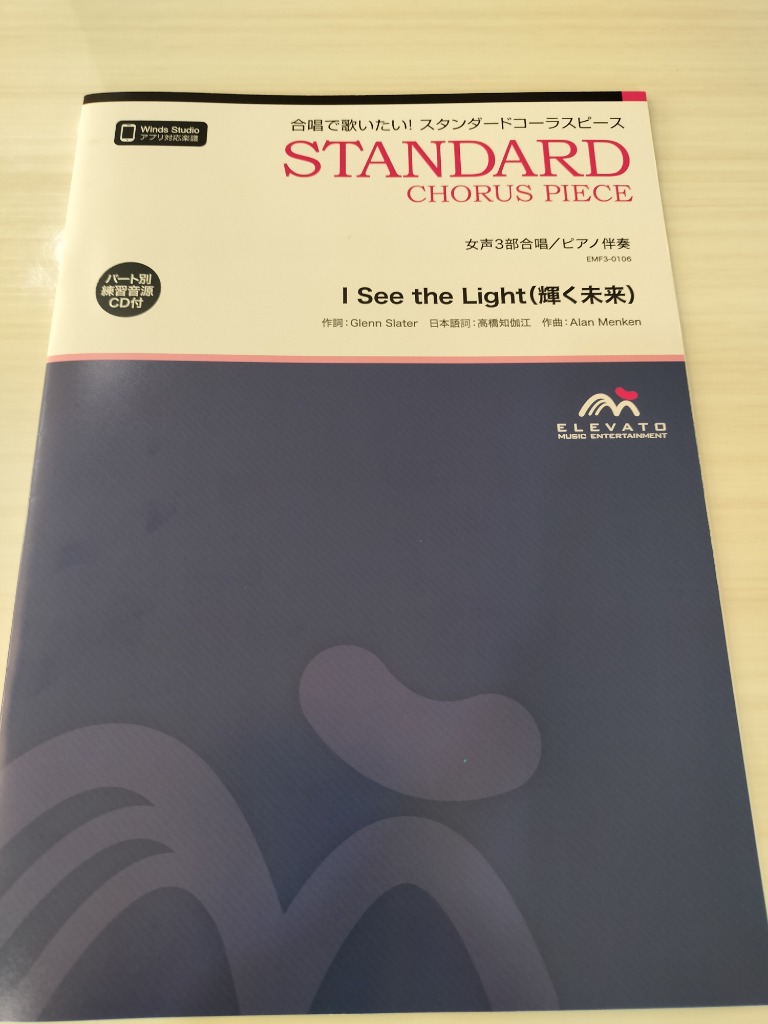 Winds Studio
アプリ対応楽譜
合唱で歌いたい! スタンダードコーラスピース
STANDARD
CHORUS PIECE
女声3部合唱/ピアノ伴奏
EMF3-0106
パート別
練習音源
CD付
I See the Light(輝く未来)
作詞:Glenn Slater 日本語詞:高橋知伽江 作曲:Alan Menken
ELEVATO
MUSIC ENTERTAINMENT